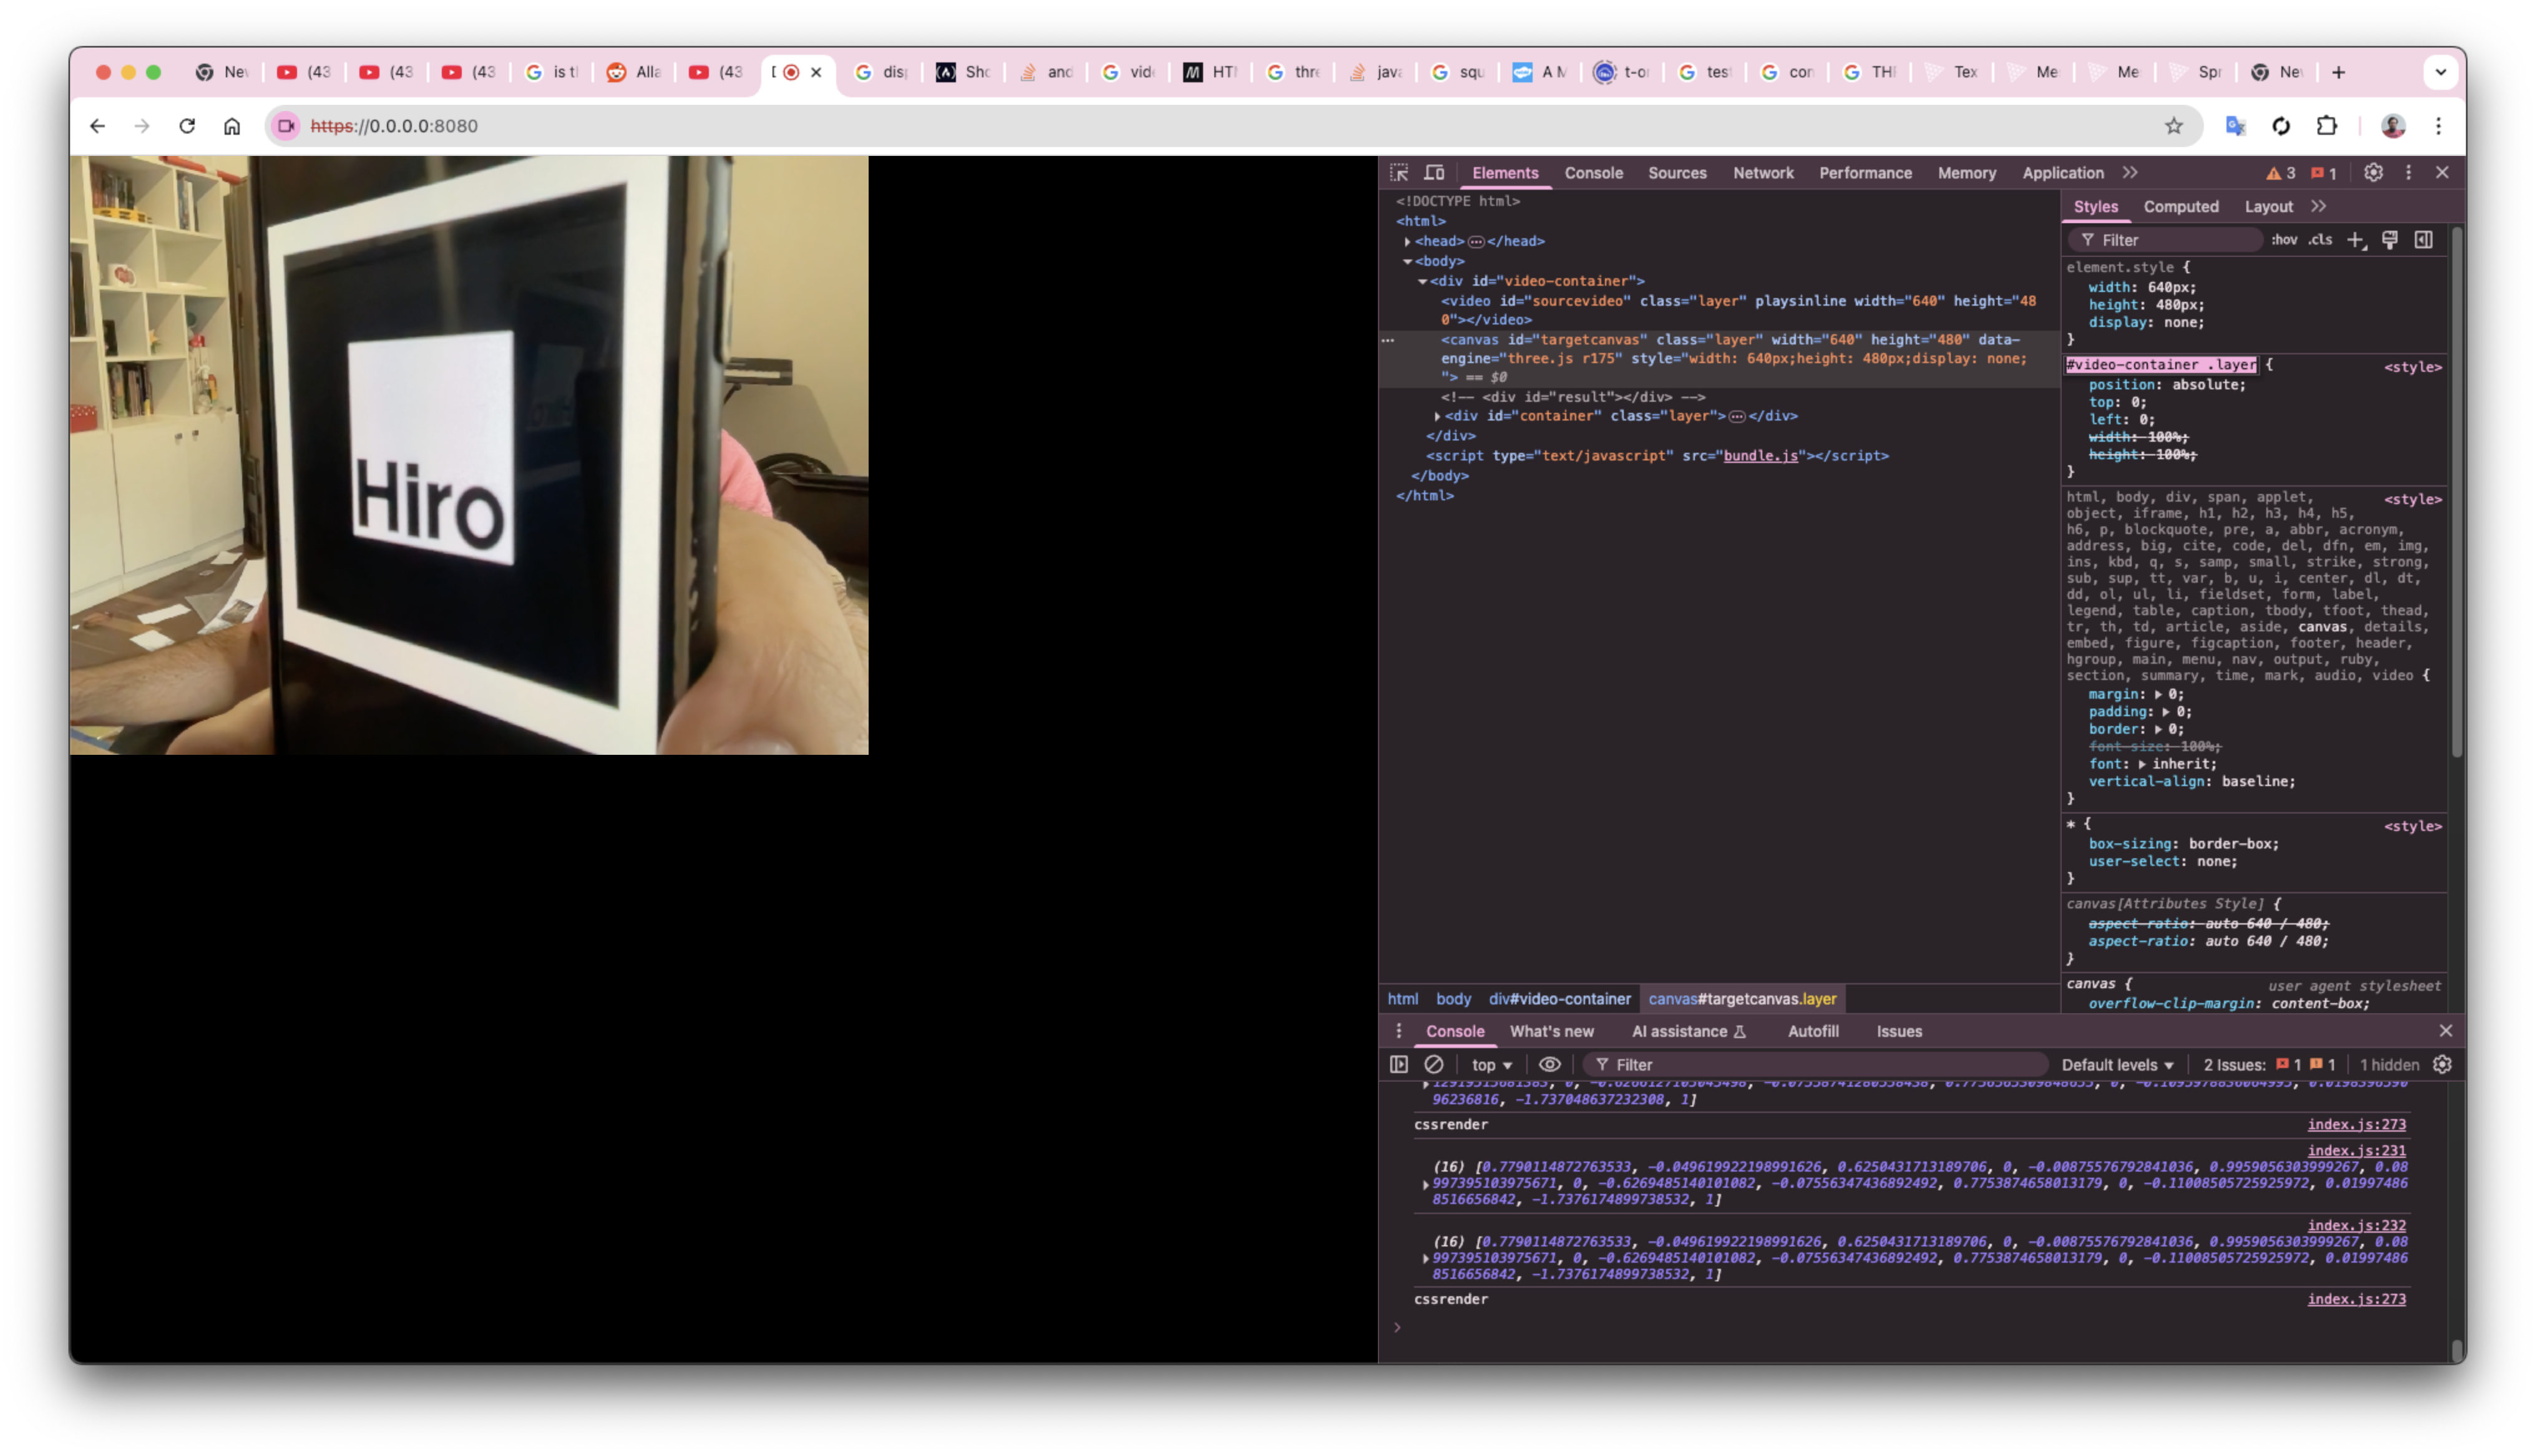 Nev
(43
(43
(43
is t
Alla
(43
dis
Sho
and
vide
HT
thre
java
squ
A M
t-o
tes
con
THI
Tex
Me
Me
Spr
Nev
https://0.0.0.0:8080
Hiro
Elements Console Sources Network Performance Memory Application
3 1
<!DOCTYPE html>
<html>
<head> </head>
<body>
<div id="video-container">
<video id="sourcevideo" class="layer" playsinline width="640" height="48
0"></video>
<canvas id="targetcanvas" class="layer" width="640" height="480" data-
engine="three.js r175" style="width: 640px;height: 480px;display: none;
"> == $0
<!-- <div id="result"></div> -->
<div id="container" class="layer"> </div>
</div>
<script type="text/javascript" src="bundle.js"></script>
</body>
</html>
Styles Computed Layout
Filter :hov .cls
element.style {
width: 640px;
height: 480px;
display: none;
}
#video-container .layer { <style>
position: absolute;
top: 0;
left: 0;
width: 100%;
height: 100%;
}
html, body, div, span, applet, <style>
object, iframe, h1, h2, h3, h4, h5,
h6, p, blockquote, pre, a, abbr, acronym,
address, big, cite, code, del, dfn, em, img,
ins, kbd, q, s, samp, small, strike, strong,
sub, sup, tt, var, b, u, i, center, dl, dt,
dd, ol, ul, li, fieldset, form, label,
legend, table, caption, tbody, tfoot, thead,
tr, th, td, article, aside, canvas, details,
embed, figure, figcaption, footer, header,
hgroup, main, menu, nav, output, ruby,
section, summary, time, mark, audio, video {
margin: 0;
padding: 0;
border: 0;
font-size: 100%;
font: inherit;
vertical-align: baseline;
}
* { <style>
box-sizing: border-box;
user-select: none;
}
canvas[Attributes Style] {
aspect-ratio: auto 640 / 480;
aspect-ratio: auto 640 / 480;
}
canvas { user agent stylesheet
overflow-clip-margin: content-box;
html body div#video-container canvas#targetcanvas.layer
Console What's new AI assistance Autofill Issues
top Filter Default levels 2 Issues: 1 1 1 hidden
96236816, -1.737048637232308, 1]
cssrender index.js:273
index.js:231
(16) [0.7790114872763533, -0.049619922198991626, 0.6250431713189706, 0, -0.00875576792841036, 0.9959056303999267, 0.08
997395103975671, 0, -0.6269485140101082, -0.07556347436892492, 0.7753874658013179, 0, -0.11008505725925972, 0.01997486
8516656842, -1.7376174899738532, 1]
index.js:232
(16) [0.7790114872763533, -0.049619922198991626, 0.6250431713189706, 0, -0.00875576792841036, 0.9959056303999267, 0.08
997395103975671, 0, -0.6269485140101082, -0.07556347436892492, 0.7753874658013179, 0, -0.11008505725925972, 0.01997486
8516656842, -1.7376174899738532, 1]
cssrender index.js:273